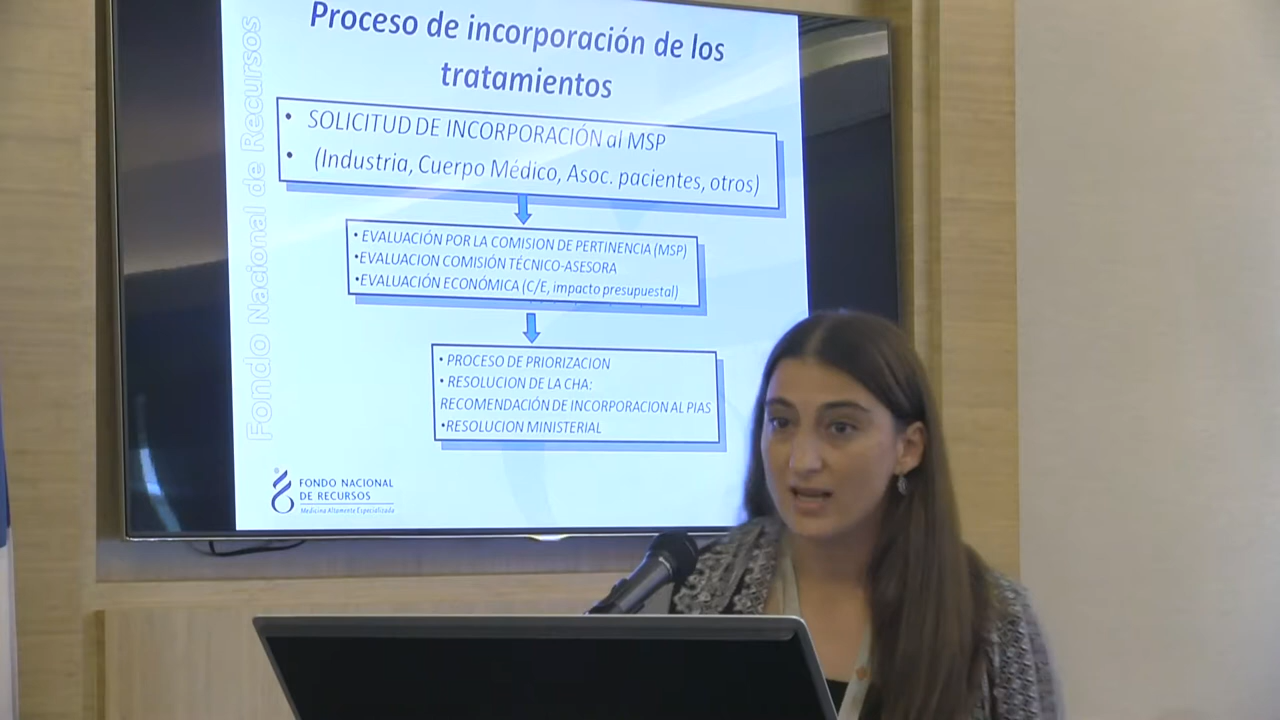 Proceso de incorporación de los
tratamientos
Fondo Nacional de Recursos
• SOLICITUD DE INCORPORACIÓN al MSP
• (Industria, Cuerpo Médico, Asoc. pacientes, otros)
• EVALUACIÓN POR LA COMISION DE PERTINENCIA (MSP)
•EVALUACION COMISIÓN TÉCNICO-ASESORA
•EVALUACIÓN ECONÓMICA (C/E, impacto presupuestal)
• PROCESO DE PRIORIZACION
• RESOLUCION DE LA CHA:
RECOMENDACIÓN DE INCORPORACION AL PIAS
•RESOLUCION MINISTERIAL
FONDO NACIONAL
DE RECURSOS
Medicina Altamente Especializada